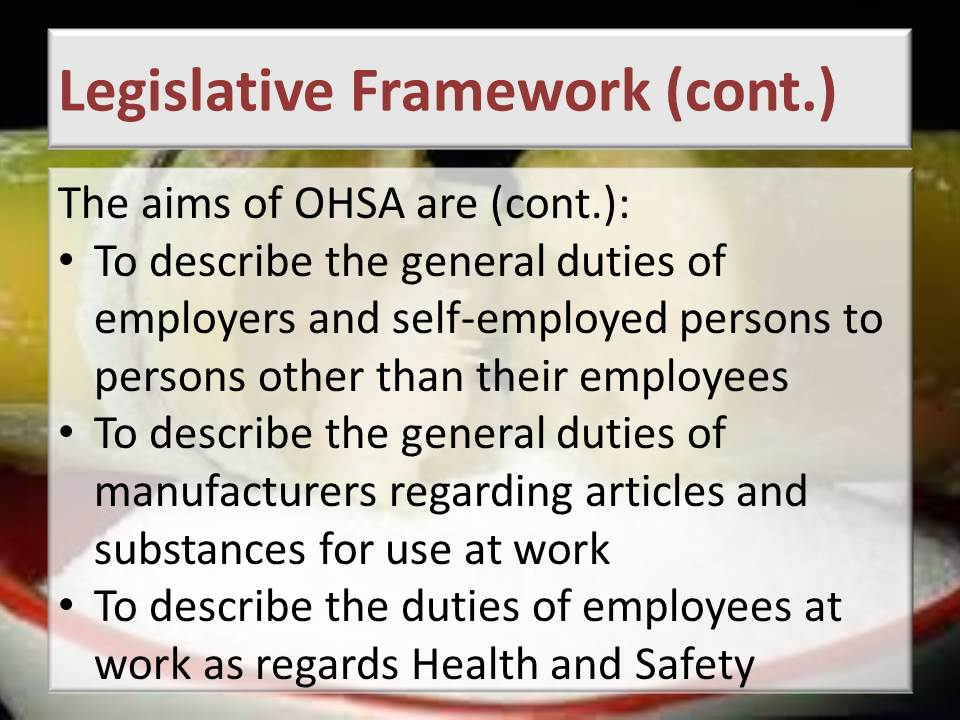 Legislative Framework (cont.)
The aims of OHSA are (cont.):
• To describe the general duties of
employers and self-employed persons to
persons other than their employees
• To describe the general duties of
manufacturers regarding articles and
substances for use at work
• To describe the duties of employees at
work as regards Health and Safety